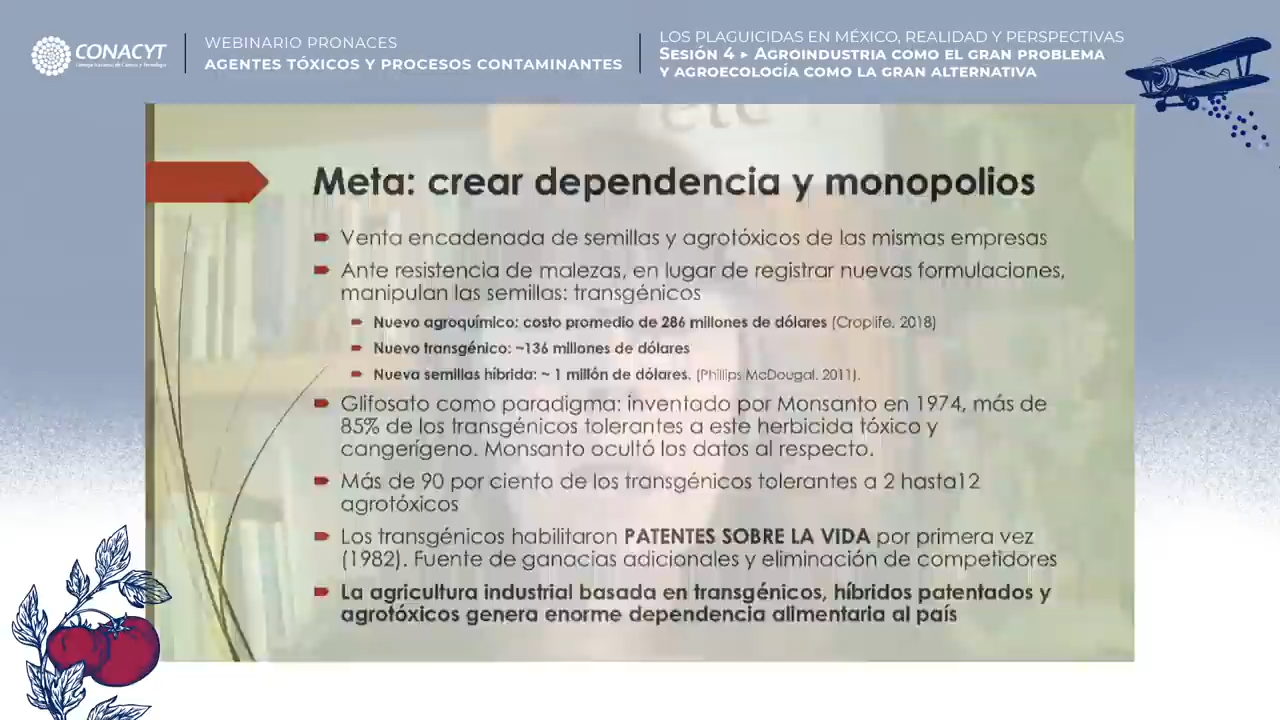 CONACYT
Consejo Nacional de Ciencia y Tecnología
WEBINARIO PRONACES
AGENTES TÓXICOS Y PROCESOS CONTAMINANTES
LOS PLAGUICIDAS EN MÉXICO, REALIDAD Y PERSPECTIVAS
SESIÓN 4 ▸ AGROINDUSTRIA COMO EL GRAN PROBLEMA
Y AGROECOLOGÍA COMO LA GRAN ALTERNATIVA
etc
Meta: crear dependencia y monopolios
Venta encadenada de semillas y agrotóxicos de las mismas empresas
Ante resistencia de malezas, en lugar de registrar nuevas formulaciones,
manipulan las semillas: transgénicos
Nuevo agroquímico: costo promedio de 286 millones de dólares (Croplife, 2018)
Nuevo transgénico: ~136 millones de dólares
Nueva semillas híbrida: ~ 1 millón de dólares. (Phillips McDougal, 2011).
Glifosato como paradigma: inventado por Monsanto en 1974, más de
85% de los transgénicos tolerantes a este herbicida tóxico y
cangerígeno. Monsanto ocultó los datos al respecto.
Más de 90 por ciento de los transgénicos tolerantes a 2 hasta12
agrotóxicos
Los transgénicos habilitaron PATENTES SOBRE LA VIDA por primera vez
(1982). Fuente de ganacias adicionales y eliminación de competidores
La agricultura industrial basada en transgénicos, híbridos patentados y
agrotóxicos genera enorme dependencia alimentaria al país